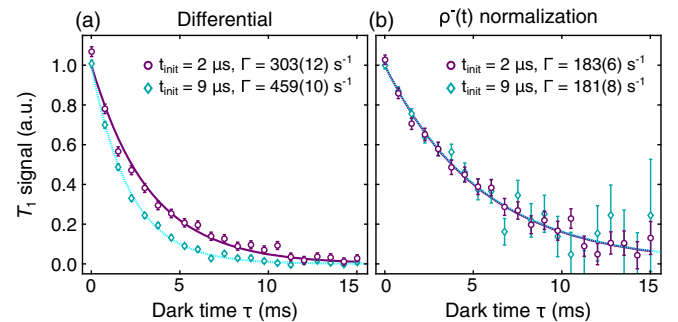 (a) Differential
(b) ρ⁻(t) normalization
t_init = 2 μs, Γ = 303(12) s⁻¹
t_init = 9 μs, Γ = 459(10) s⁻¹
t_init = 2 μs, Γ = 183(6) s⁻¹
t_init = 9 μs, Γ = 181(8) s⁻¹
T₁ signal (a.u.)
1.0
0.8
0.6
0.4
0.2
0.0
0 5 10 15
0 5 10 15
Dark time τ (ms)
Dark time τ (ms)